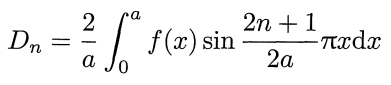 D_n = \frac{2}{a} \int_0^a f(x) \sin \frac{2n+1}{2a} \pi x \mathrm{d}x